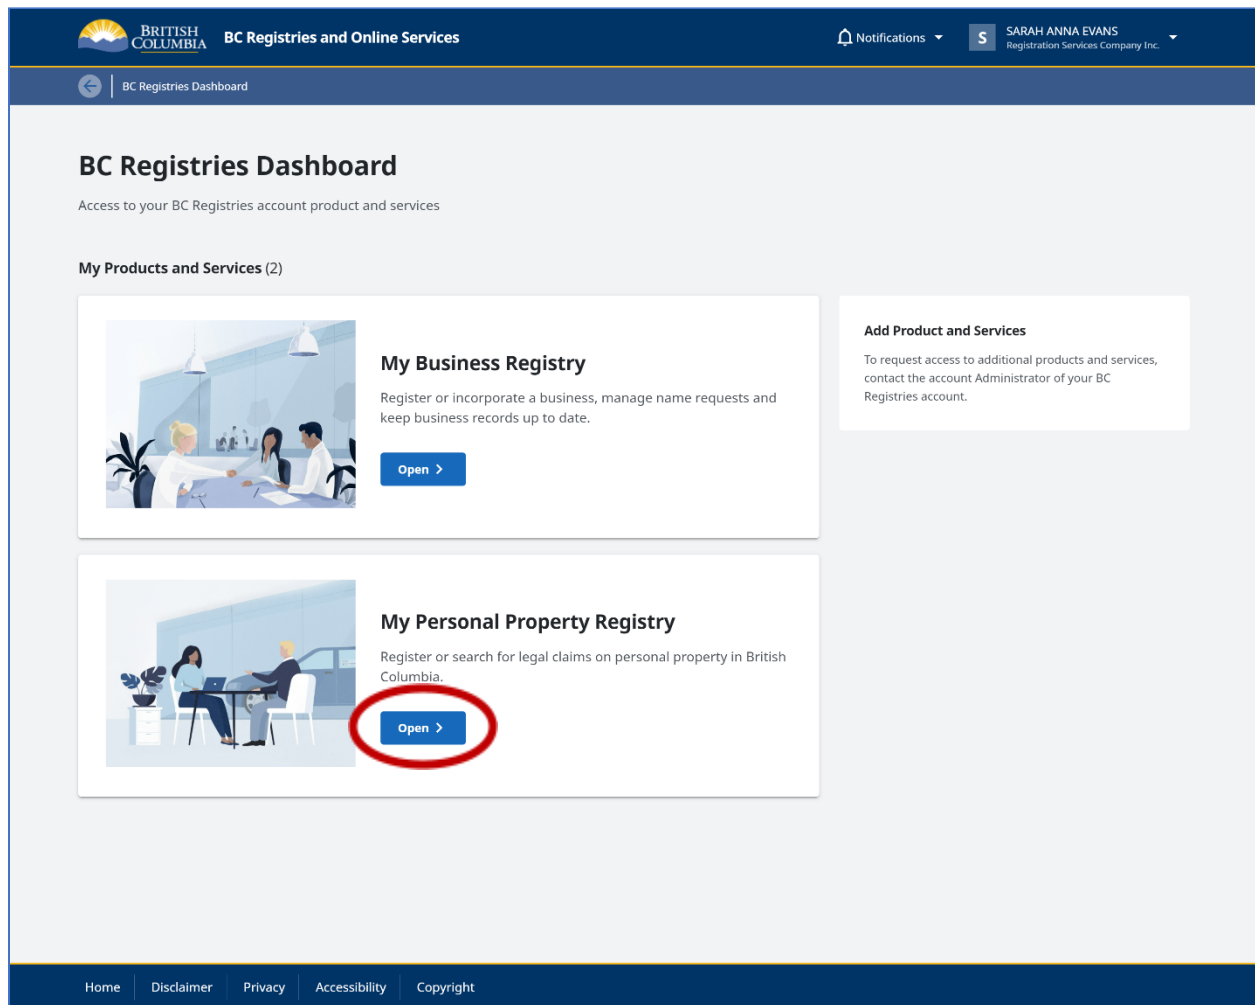 BRITISH
COLUMBIA
BC Registries and Online Services
Notifications
S
SARAH ANNA EVANS
Registration Services Company Inc.
BC Registries Dashboard
BC Registries Dashboard
Access to your BC Registries account product and services
My Products and Services (2)
My Business Registry
Register or incorporate a business, manage name requests and
keep business records up to date.
Open
Add Product and Services
To request access to additional products and services,
contact the account Administrator of your BC
Registries account.
My Personal Property Registry
Register or search for legal claims on personal property in British
Columbia.
Open
Home
Disclaimer
Privacy
Accessibility
Copyright